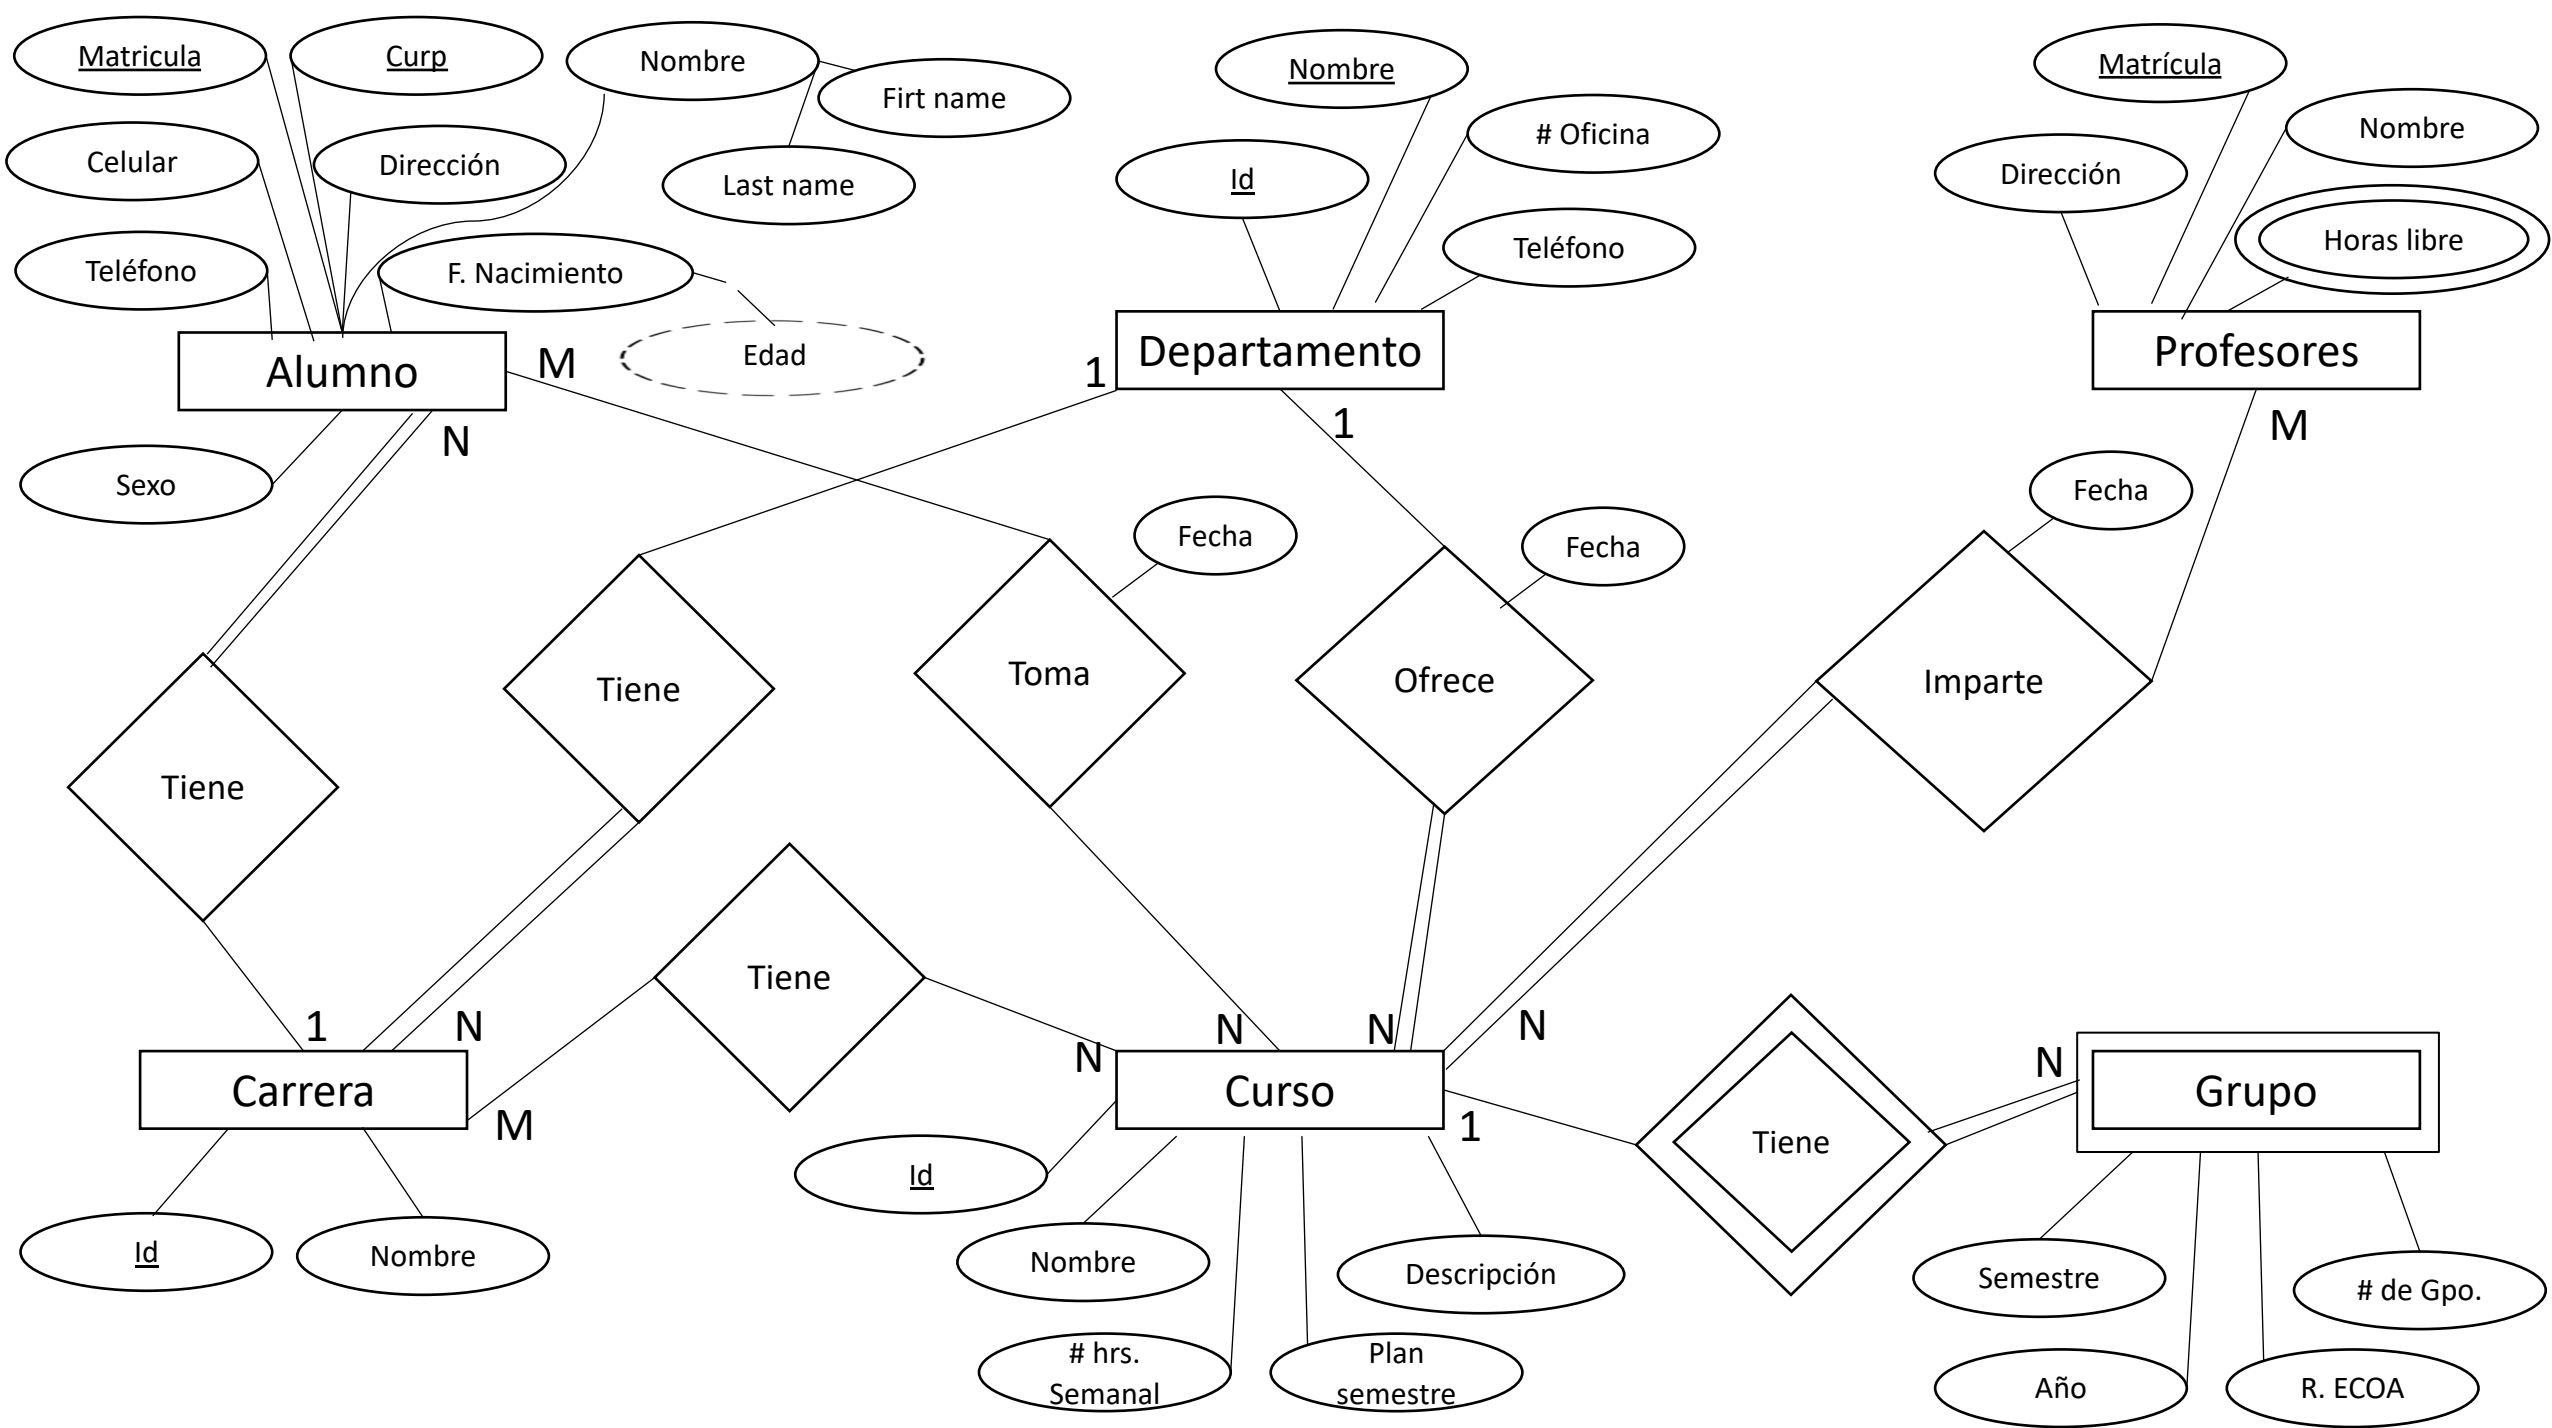 Matricula
Curp
Nombre
Firt name
Celular
Dirección
Last name
Teléfono
F. Nacimiento
Edad
Alumno
M
N
Sexo
Nombre
# Oficina
Id
Teléfono
Departamento
1
1
Matrícula
Nombre
Dirección
Horas libre
Profesores
M
Fecha
Fecha
Fecha
Tiene
Tiene
Toma
Ofrece
Imparte
Tiene
1
N
M
Carrera
Id
Nombre
N
N
N
N
Curso
1
Id
Nombre
Descripción
# hrs.
Semanal
Plan
semestre
Tiene
N
Grupo
Semestre
# de Gpo.
Año
R. ECOA